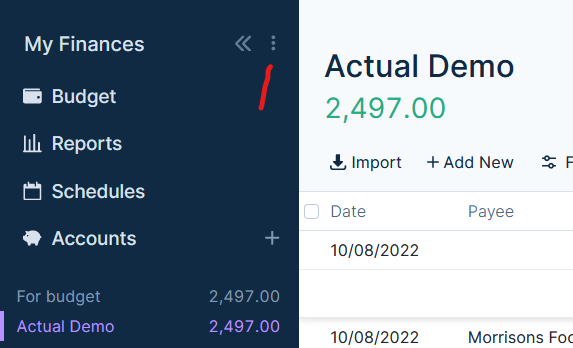 My Finances
Budget
Reports
Schedules
Accounts
For budget 2,497.00
Actual Demo 2,497.00
Actual Demo
2,497.00
Import Add New F
Date Payee
10/08/2022
10/08/2022 Morrisons Foo